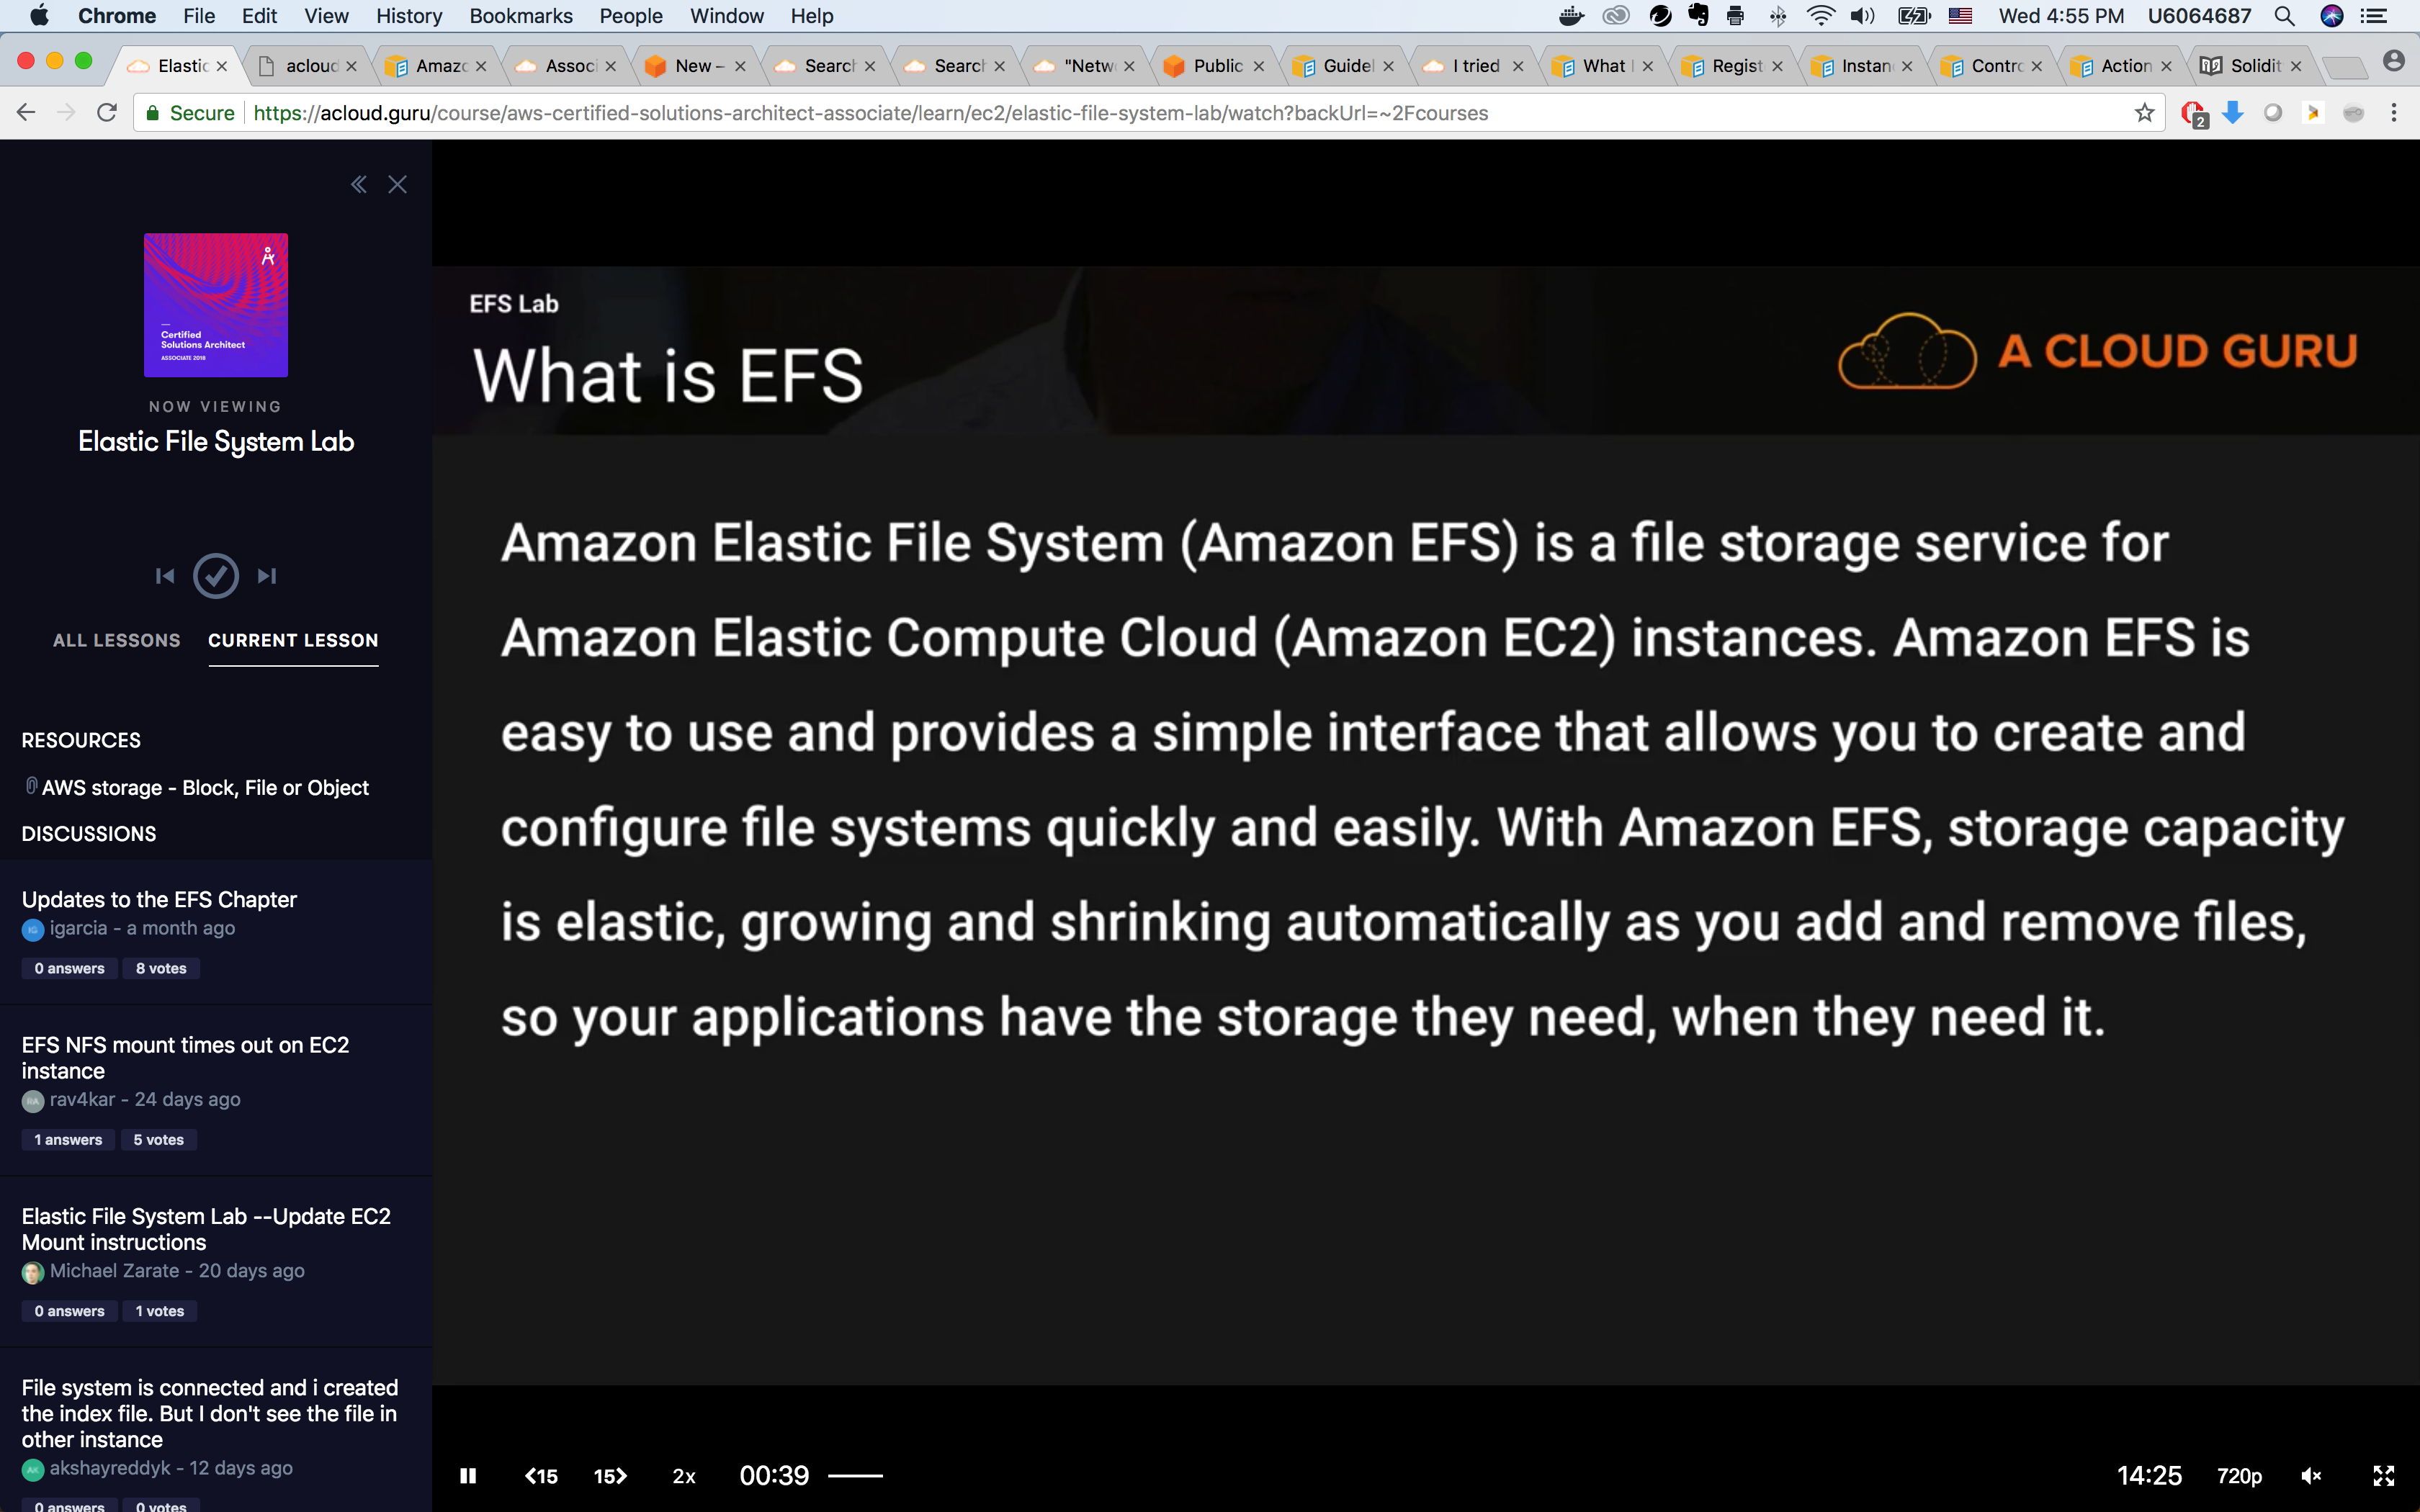 Chrome File Edit View History Bookmarks People Window Help Wed 4:55 PM U6064687
Elastic acloud Amazo Associ New – Search Search "Netw Public Guidel I tried What I Regist Instan Contro Action Solidit
Secure https://acloud.guru/course/aws-certified-solutions-architect-associate/learn/ec2/elastic-file-system-lab/watch?backUrl=~2Fcourses
2
Certified
Solutions Architect
ASSOCIATE 2018
NOW VIEWING
Elastic File System Lab
ALL LESSONS CURRENT LESSON
RESOURCES
AWS storage - Block, File or Object
DISCUSSIONS
Updates to the EFS Chapter
IG igarcia - a month ago
0 answers 8 votes
EFS NFS mount times out on EC2
instance
RA rav4kar - 24 days ago
1 answers 5 votes
Elastic File System Lab --Update EC2
Mount instructions
Michael Zarate - 20 days ago
0 answers 1 votes
File system is connected and i created
the index file. But I don't see the file in
other instance
AK akshayreddyk - 12 days ago
0 answers 0 votes
EFS Lab
What is EFS
A CLOUD GURU
Amazon Elastic File System (Amazon EFS) is a file storage service for
Amazon Elastic Compute Cloud (Amazon EC2) instances. Amazon EFS is
easy to use and provides a simple interface that allows you to create and
configure file systems quickly and easily. With Amazon EFS, storage capacity
is elastic, growing and shrinking automatically as you add and remove files,
so your applications have the storage they need, when they need it.
15 15 2x 00:39 14:25 720p